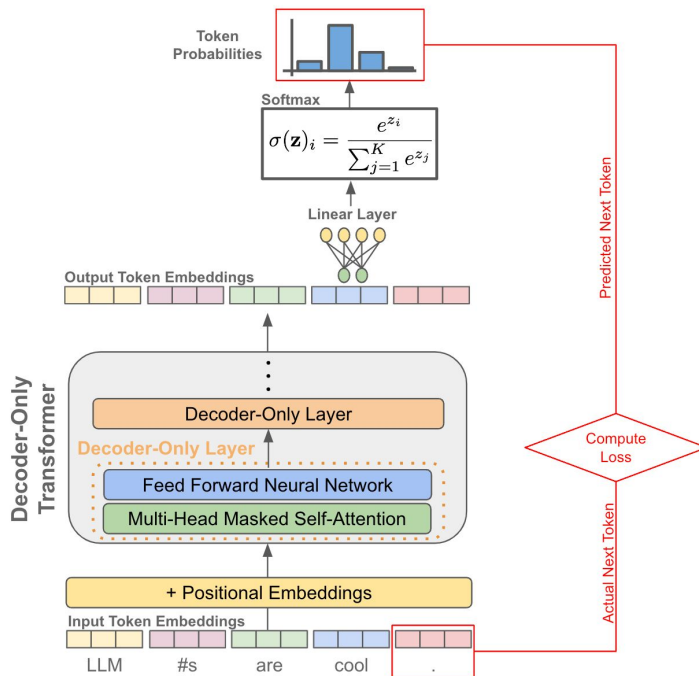 Token
Probabilities
Softmax
σ(𝐳)ᵢ = e^{z_i} / ∑_{j=1}^{K} e^{z_j}
Linear Layer
Output Token Embeddings
Decoder-Only
Transformer
Decoder-Only Layer
Decoder-Only Layer
Feed Forward Neural Network
Multi-Head Masked Self-Attention
+ Positional Embeddings
Input Token Embeddings
LLM #s are cool .
Predicted Next Token
Compute
Loss
Actual Next Token